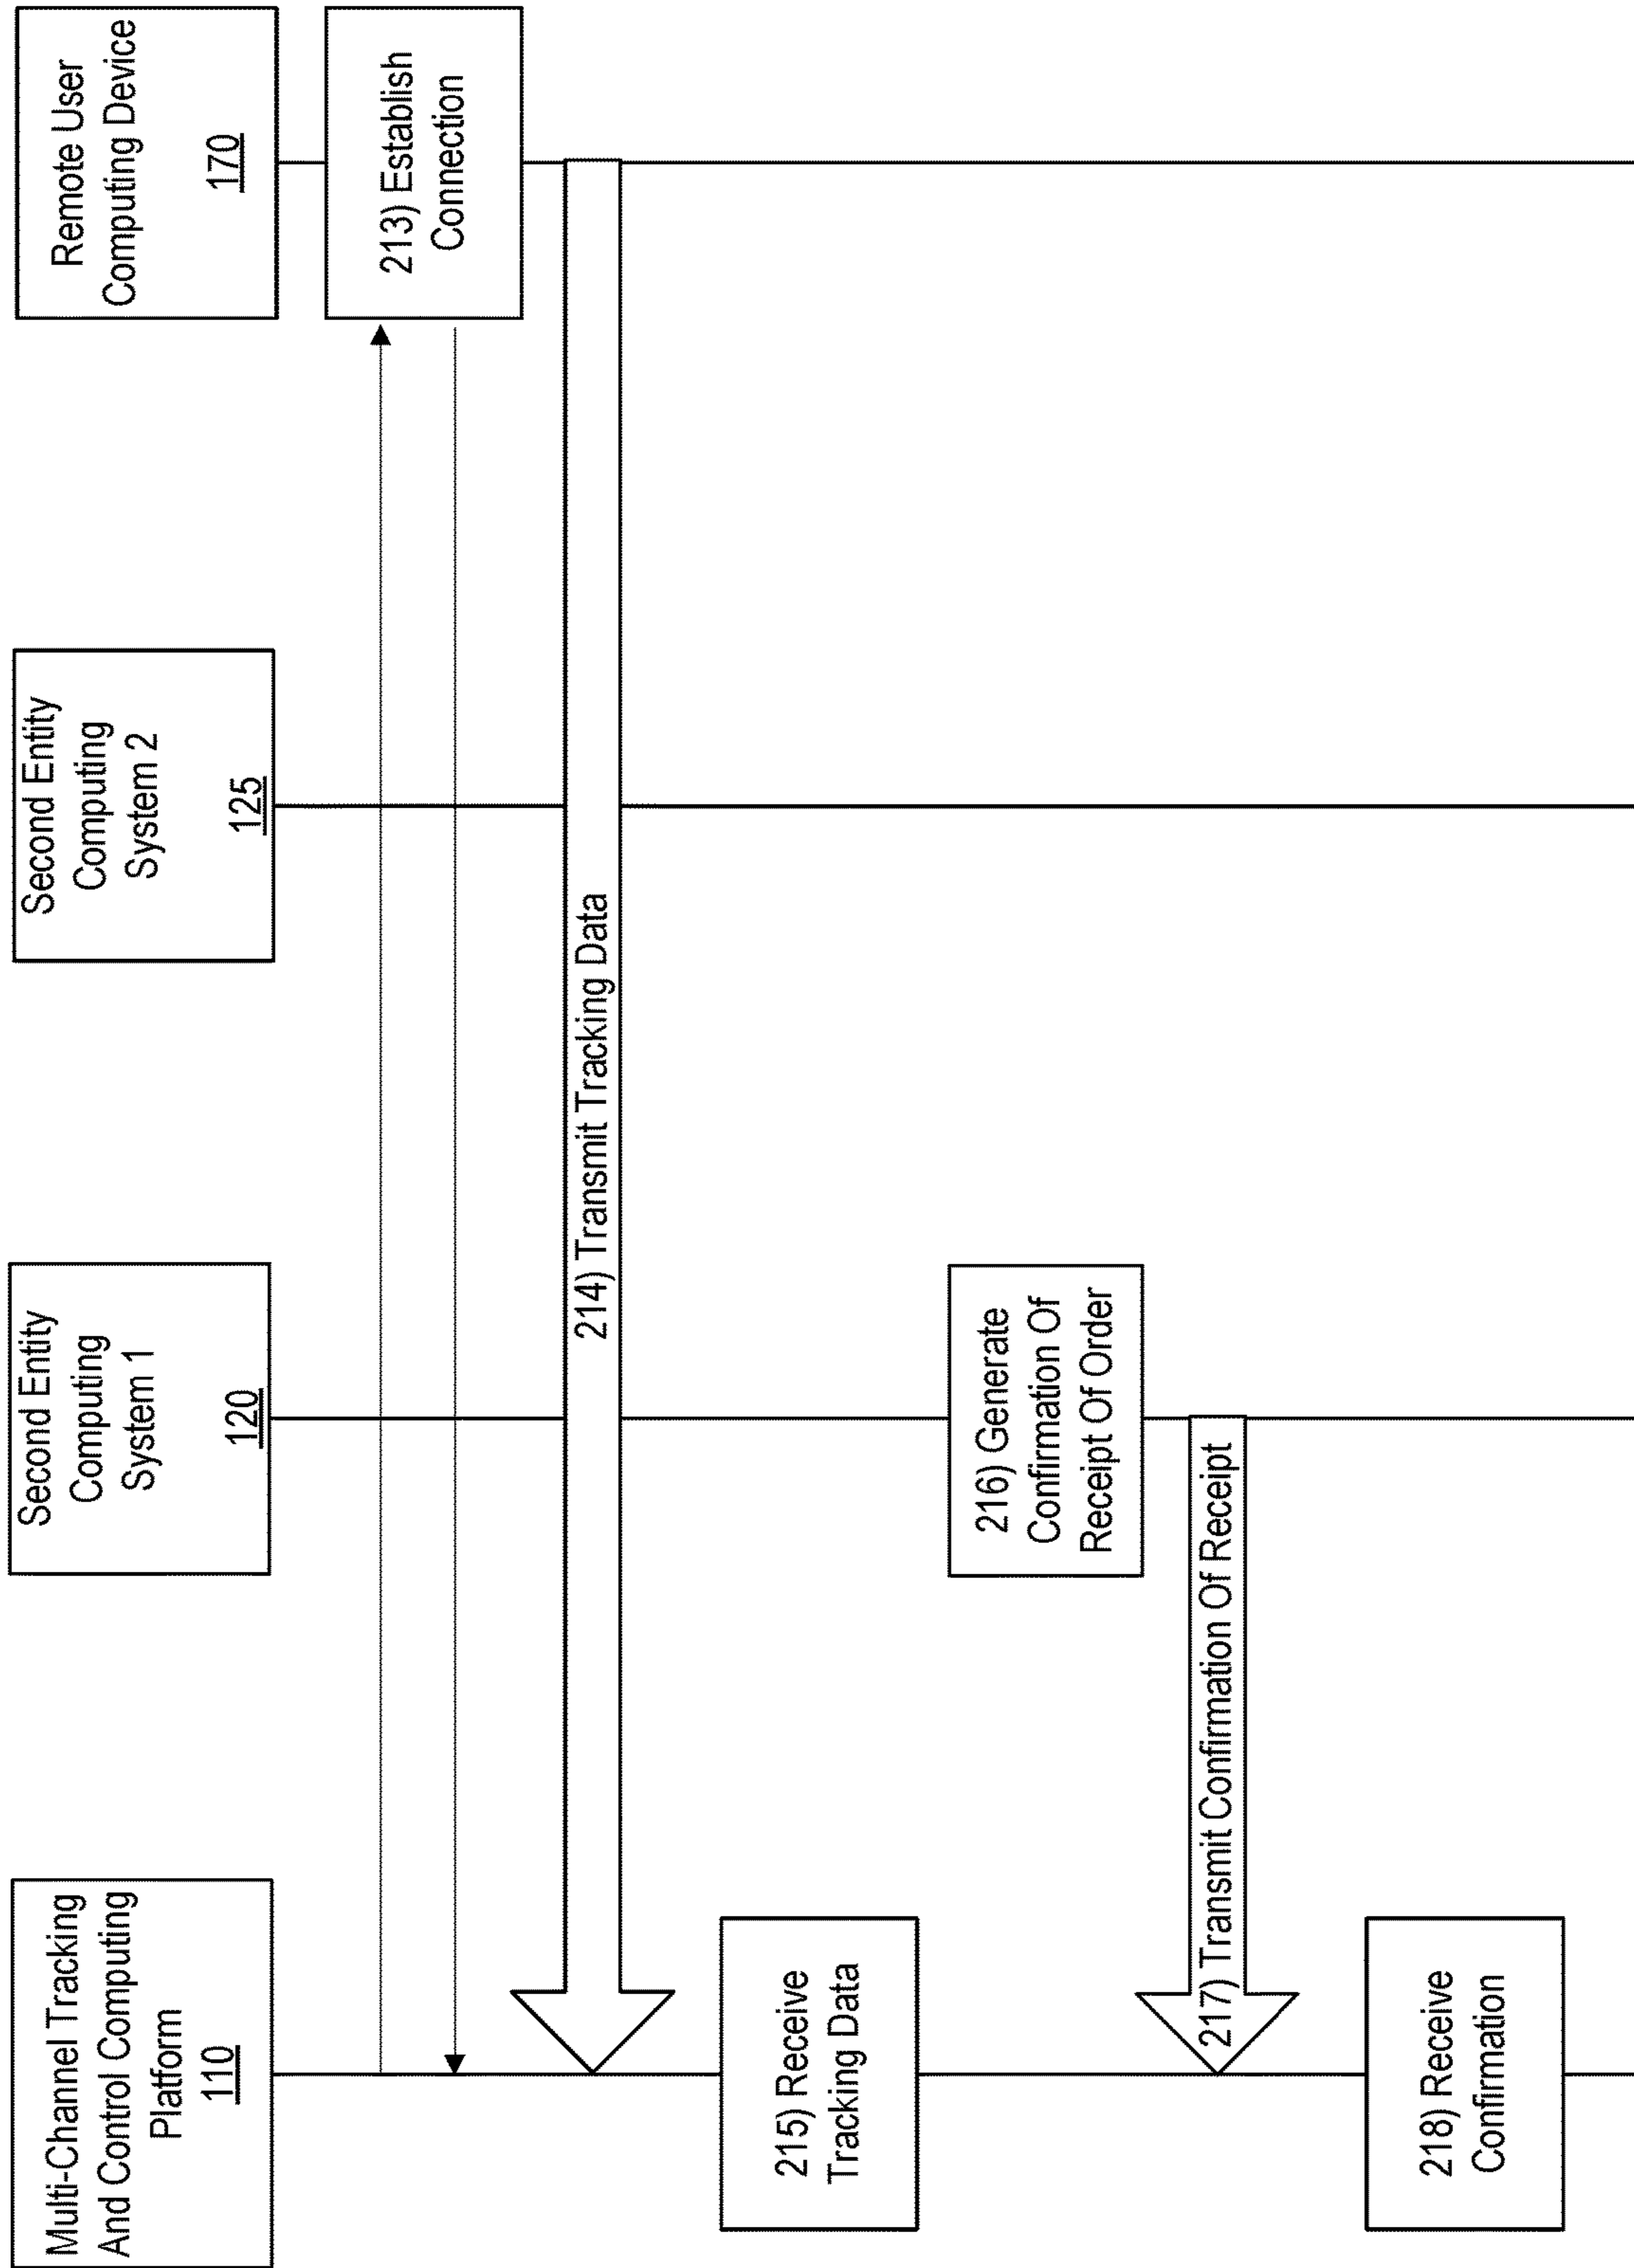 Multi-Channel Tracking
And Control Computing
Platform
110
Second Entity
Computing
System 1
120
Second Entity
Computing
System 2
125
Remote User
Computing Device
170
213) Establish
Connection
214) Transmit Tracking Data
215) Receive
Tracking Data
216) Generate
Confirmation Of
Receipt Of Order
217) Transmit Confirmation Of Receipt
218) Receive
Confirmation